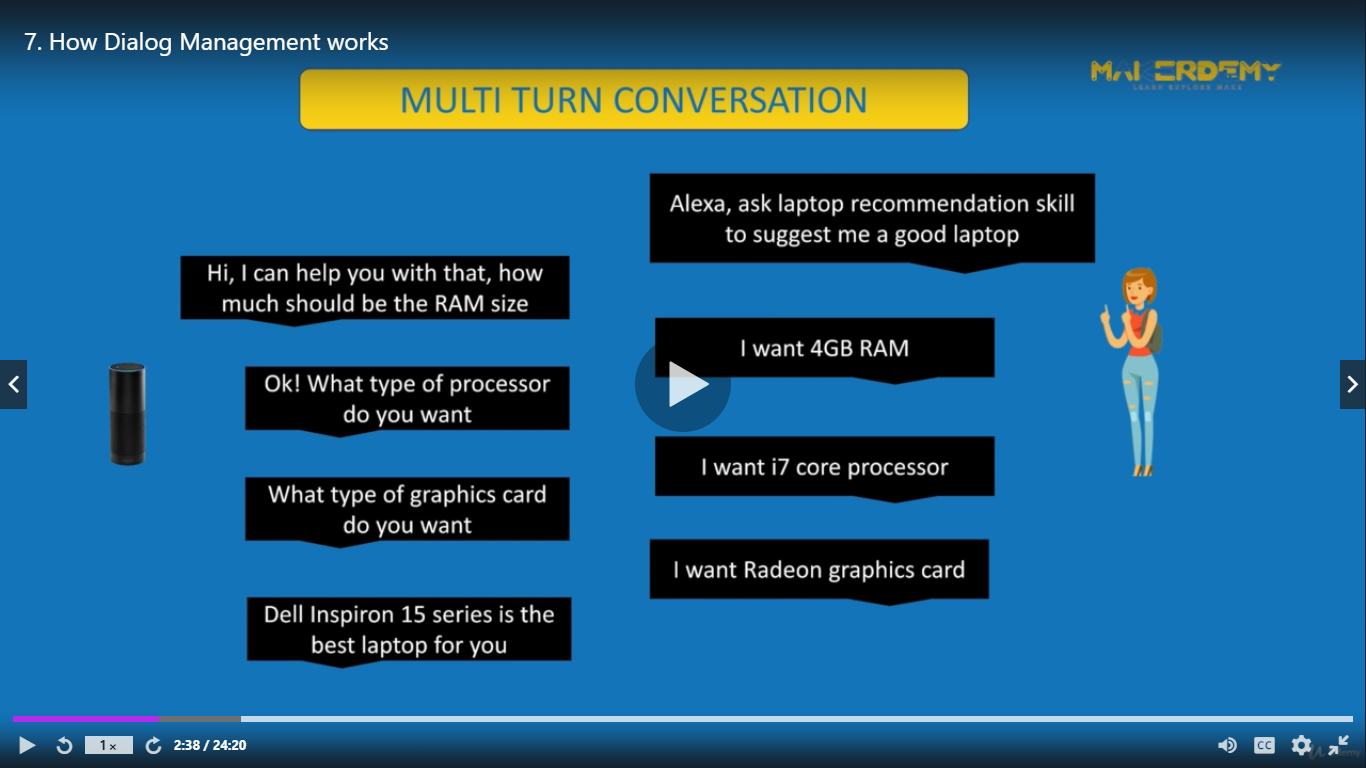 7. How Dialog Management works
MAKERDEMY
LEARN EXPLORE MAKE
MULTI TURN CONVERSATION
Alexa, ask laptop recommendation skill
to suggest me a good laptop
Hi, I can help you with that, how
much should be the RAM size
I want 4GB RAM
Ok! What type of processor
do you want
I want i7 core processor
What type of graphics card
do you want
I want Radeon graphics card
Dell Inspiron 15 series is the
best laptop for you
1x
2:38 / 24:20
CC